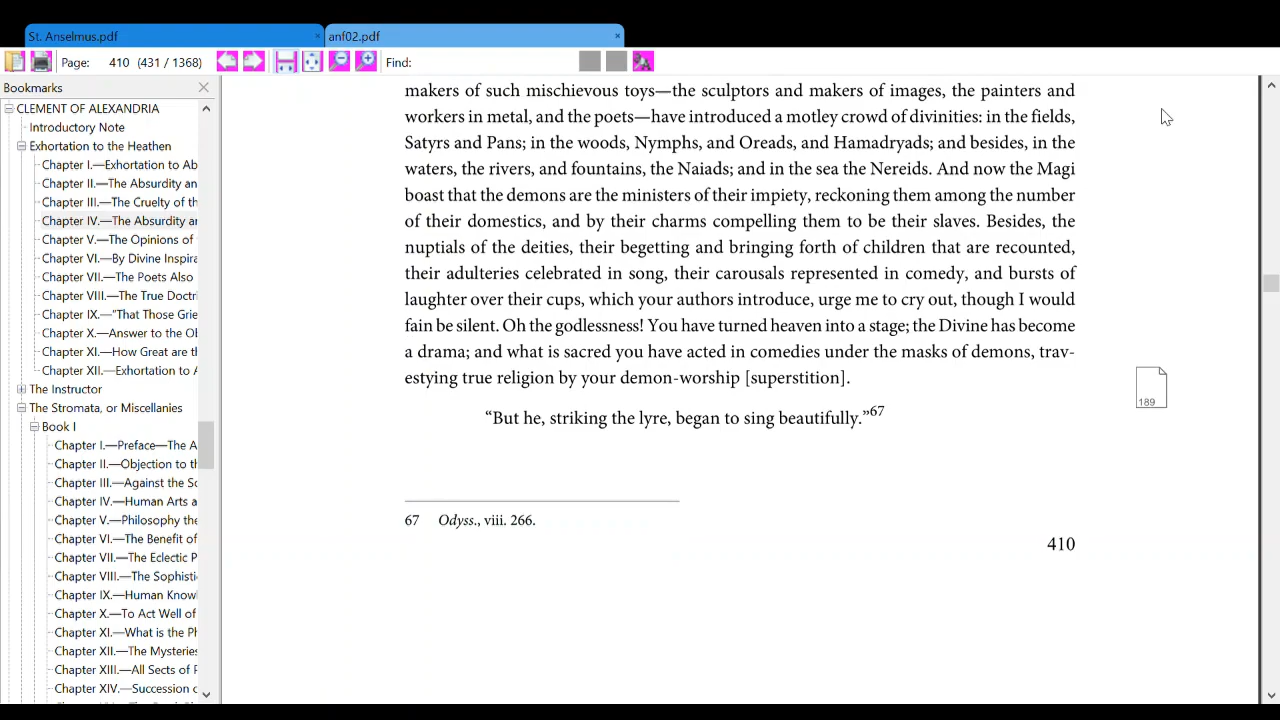 St. Anselmus.pdf × anf02.pdf ×
Page: 410 (431 / 1368) Find:
Bookmarks
CLEMENT OF ALEXANDRIA
Introductory Note
Exhortation to the Heathen
Chapter I.—Exhortation to Ab
Chapter II.—The Absurdity an
Chapter III.—The Cruelty of th
Chapter IV.—The Absurdity ar
Chapter V.—The Opinions of
Chapter VI.—By Divine Inspira
Chapter VII.—The Poets Also
Chapter VIII.—The True Doctri
Chapter IX.—"That Those Grie
Chapter X.—Answer to the Ob
Chapter XI.—How Great are th
Chapter XII.—Exhortation to A
The Instructor
The Stromata, or Miscellanies
Book I
Chapter I.—Preface—The A
Chapter II.—Objection to th
Chapter III.—Against the So
Chapter IV.—Human Arts a
Chapter V.—Philosophy the
Chapter VI.—The Benefit of
Chapter VII.—The Eclectic P
Chapter VIII.—The Sophisti
Chapter IX.—Human Know
Chapter X.—To Act Well of
Chapter XI.—What is the Ph
Chapter XII.—The Mysteries
Chapter XIII.—All Sects of P
Chapter XIV.—Succession o
makers of such mischievous toys—the sculptors and makers of images, the painters and
workers in metal, and the poets—have introduced a motley crowd of divinities: in the fields,
Satyrs and Pans; in the woods, Nymphs, and Oreads, and Hamadryads; and besides, in the
waters, the rivers, and fountains, the Naiads; and in the sea the Nereids. And now the Magi
boast that the demons are the ministers of their impiety, reckoning them among the number
of their domestics, and by their charms compelling them to be their slaves. Besides, the
nuptials of the deities, their begetting and bringing forth of children that are recounted,
their adulteries celebrated in song, their carousals represented in comedy, and bursts of
laughter over their cups, which your authors introduce, urge me to cry out, though I would
fain be silent. Oh the godlessness! You have turned heaven into a stage; the Divine has become
a drama; and what is sacred you have acted in comedies under the masks of demons, trav-
estying true religion by your demon-worship [superstition].
189
“But he, striking the lyre, began to sing beautifully.”67
67 Odyss., viii. 266.
410